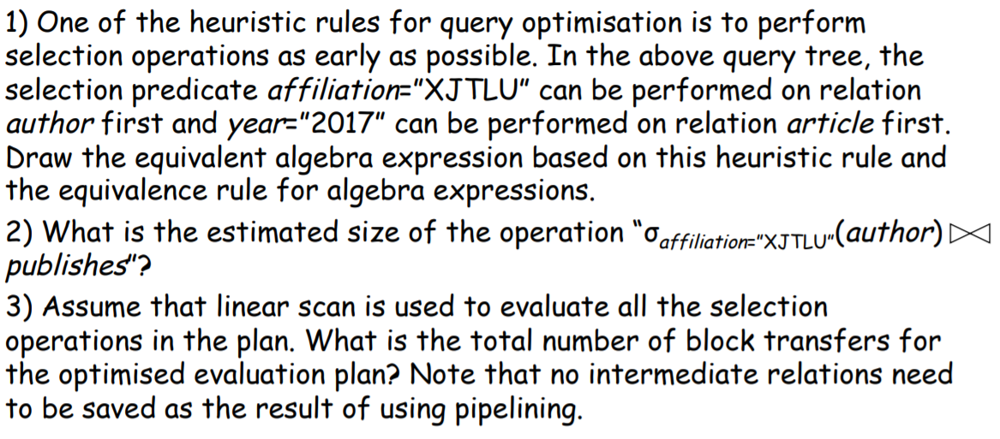 1) One of the heuristic rules for query optimisation is to perform
selection operations as early as possible. In the above query tree, the
selection predicate affiliation="XJTLU" can be performed on relation
author first and year="2017" can be performed on relation article first.
Draw the equivalent algebra expression based on this heuristic rule and
the equivalence rule for algebra expressions.
2) What is the estimated size of the operation "σaffiliation="XJTLU"(author) ⋈
publishes"?
3) Assume that linear scan is used to evaluate all the selection
operations in the plan. What is the total number of block transfers for
the optimised evaluation plan? Note that no intermediate relations need
to be saved as the result of using pipelining.